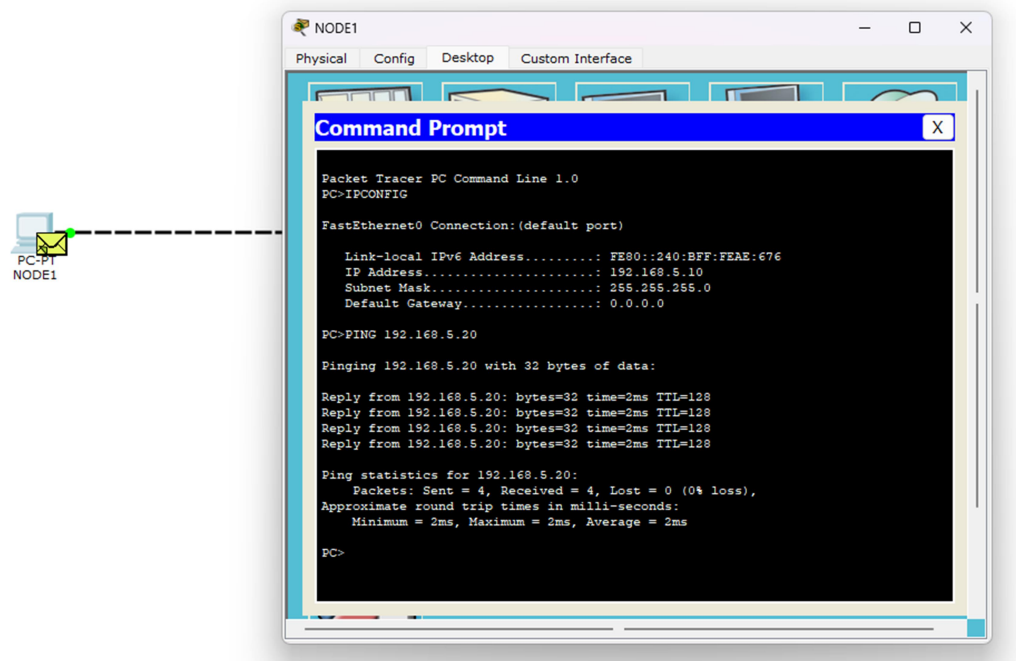 NODE1
Physical Config Desktop Custom Interface
Command Prompt X
Packet Tracer PC Command Line 1.0
PC>IPCONFIG
FastEthernet0 Connection:(default port)
Link-local IPv6 Address.........: FE80::240:BFF:FEAE:676
IP Address......................: 192.168.5.10
Subnet Mask.....................: 255.255.255.0
Default Gateway.................: 0.0.0.0
PC>PING 192.168.5.20
Pinging 192.168.5.20 with 32 bytes of data:
Reply from 192.168.5.20: bytes=32 time=2ms TTL=128
Reply from 192.168.5.20: bytes=32 time=2ms TTL=128
Reply from 192.168.5.20: bytes=32 time=2ms TTL=128
Reply from 192.168.5.20: bytes=32 time=2ms TTL=128
Ping statistics for 192.168.5.20:
Packets: Sent = 4, Received = 4, Lost = 0 (0% loss),
Approximate round trip times in milli-seconds:
Minimum = 2ms, Maximum = 2ms, Average = 2ms
PC>
PC-PT
NODE1